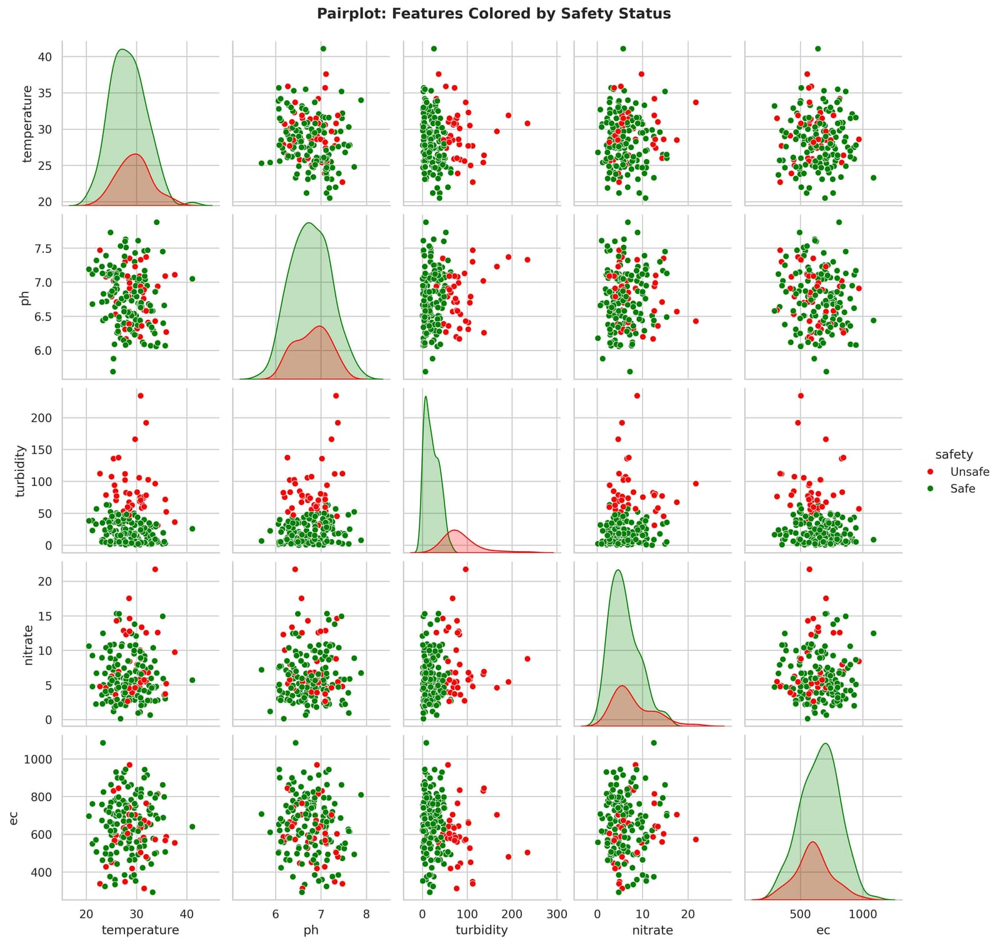 Pairplot: Features Colored by Safety Status
40
35
30
25
20
temperature
7.5
7.0
6.5
6.0
ph
200
150
100
50
0
turbidity
safety
Unsafe
Safe
20
15
10
5
0
nitrate
1000
800
600
400
ec
20 30 40
6 7 8
0 100 200 300
0 10 20
500 1000
temperature
ph
turbidity
nitrate
ec